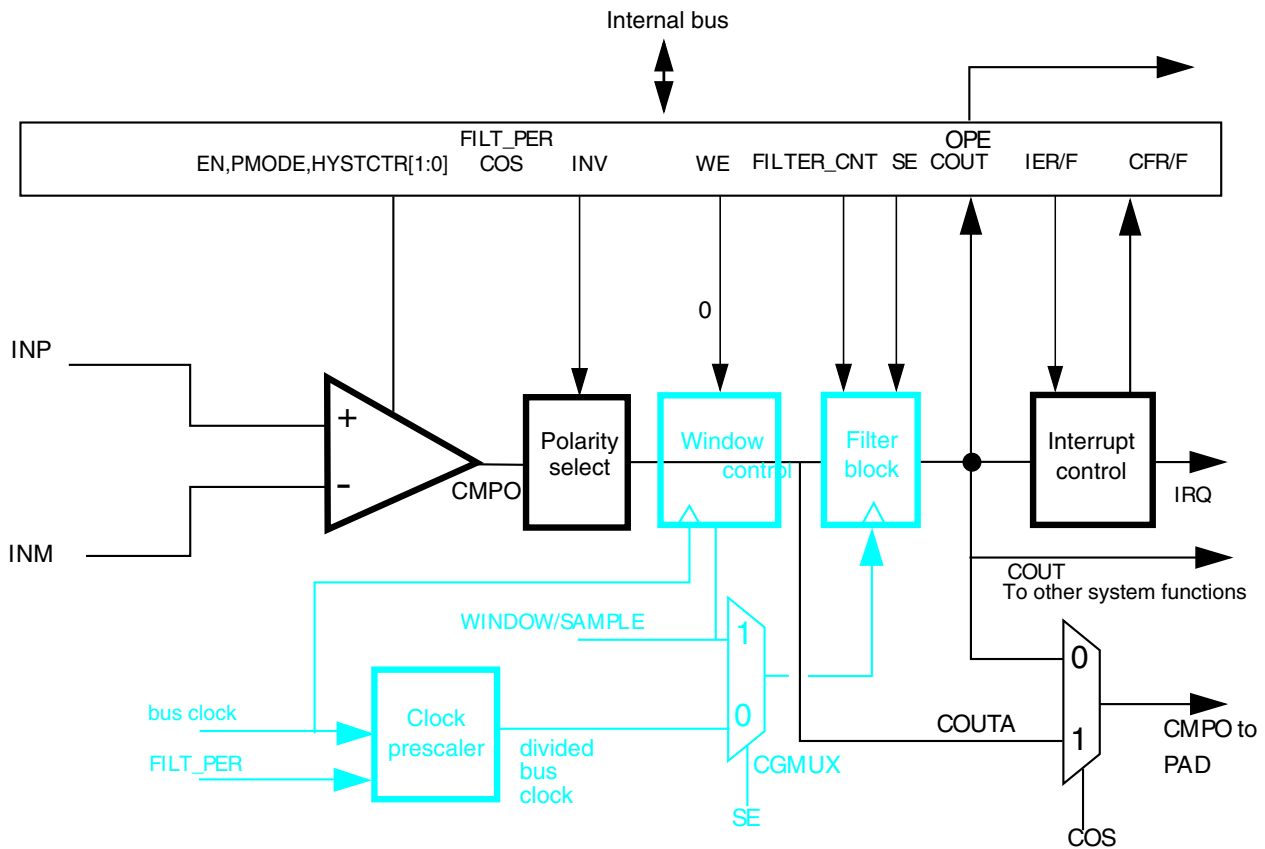 Internal bus
FILT_PER
OPE
EN,PMODE,HYSTCTR[1:0]
COS
INV
WE
FILTER_CNT
SE
COUT
IER/F
CFR/F
0
INP
+
-
INM
CMPO
Polarity
select
Window
control
Filter
block
Interrupt
control
IRQ
COUT
To other system functions
WINDOW/SAMPLE
1
0
CGMUX
SE
bus clock
FILT_PER
Clock
prescaler
divided
bus
clock
COUTA
0
1
CMPO to
PAD
COS